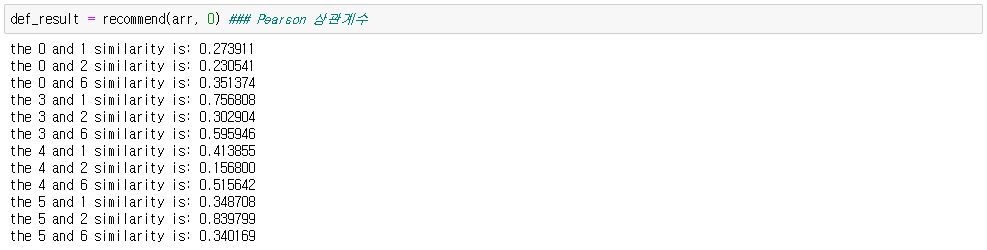 def_result = recommend(arr, 0) ### Pearson 상관계수
the 0 and 1 similarity is: 0.273911
the 0 and 2 similarity is: 0.230541
the 0 and 6 similarity is: 0.351374
the 3 and 1 similarity is: 0.756808
the 3 and 2 similarity is: 0.302904
the 3 and 6 similarity is: 0.595946
the 4 and 1 similarity is: 0.413855
the 4 and 2 similarity is: 0.156800
the 4 and 6 similarity is: 0.515642
the 5 and 1 similarity is: 0.348708
the 5 and 2 similarity is: 0.839799
the 5 and 6 similarity is: 0.340169